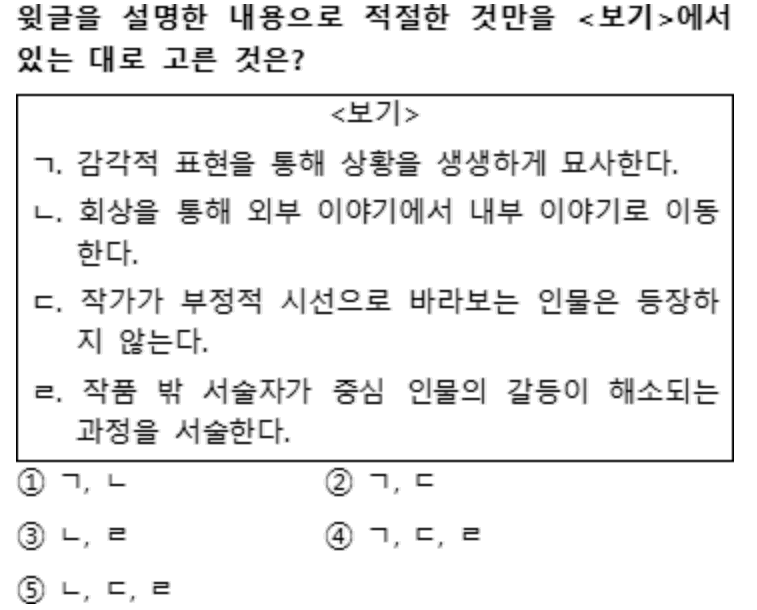 윗글을 설명한 내용으로 적절한 것만을 <보기>에서
있는 대로 고른 것은?
<보기>
ㄱ. 감각적 표현을 통해 상황을 생생하게 묘사한다.
ㄴ. 회상을 통해 외부 이야기에서 내부 이야기로 이동
한다.
ㄷ. 작가가 부정적 시선으로 바라보는 인물은 등장하
지 않는다.
ㄹ. 작품 밖 서술자가 중심 인물의 갈등이 해소되는
과정을 서술한다.
① ㄱ, ㄴ ② ㄱ, ㄷ
③ ㄴ, ㄹ ④ ㄱ, ㄷ, ㄹ
⑤ ㄴ, ㄷ, ㄹ